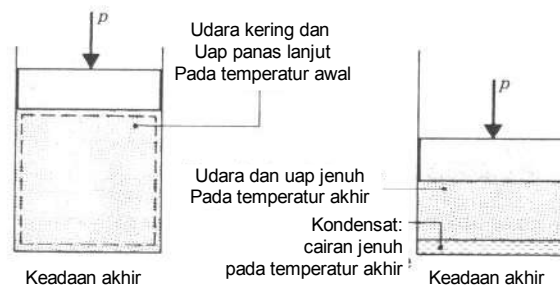 p
Udara kering dan
Uap panas lanjut
Pada temperatur awal
Keadaan akhir
p
Udara dan uap jenuh
Pada temperatur akhir
Kondensat:
cairan jenuh
pada temperatur akhir
Keadaan akhir